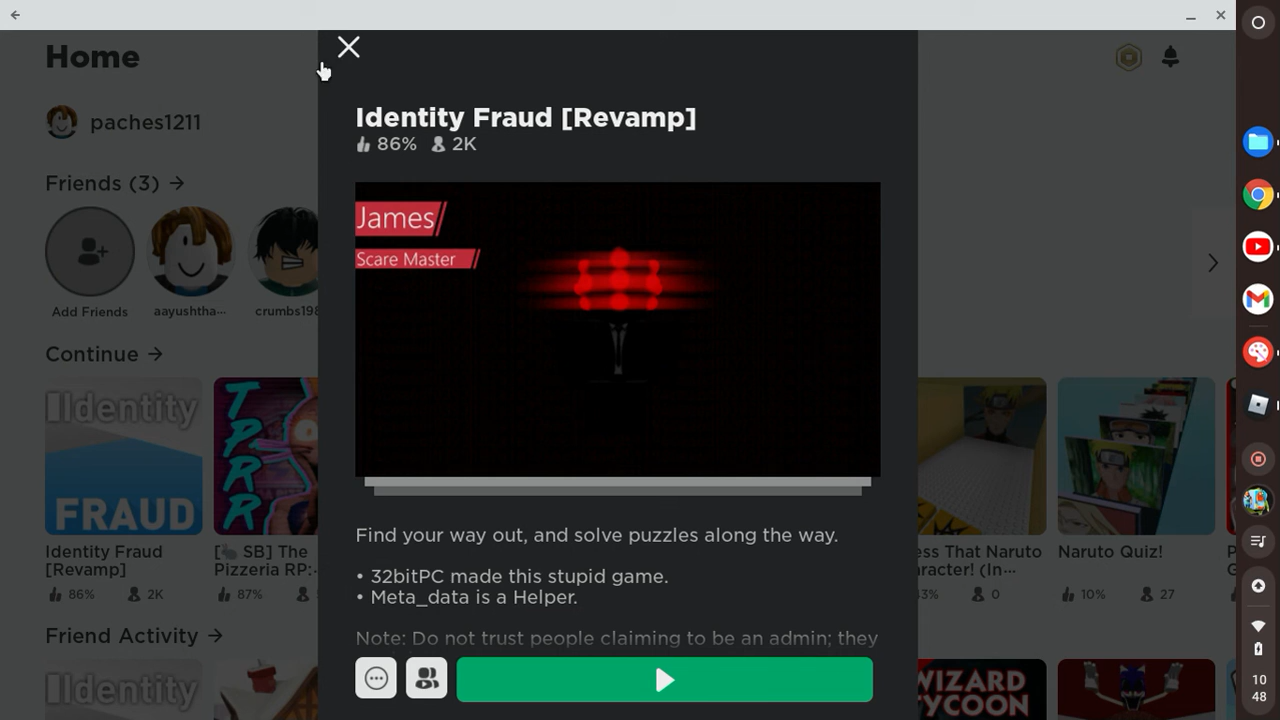 Home
paches1211
Friends (3)
Add Friends
aayushtha...
crumbs198
Continue
Identity
FRAUD
Identity Fraud
[Revamp]
86% 2K
TPRR
[🦐 SB] The
Pizzeria RP:
87%
Identity Fraud [Revamp]
86% 2K
James
Scare Master
Find your way out, and solve puzzles along the way.
• 32bitPC made this stupid game.
• Meta_data is a Helper.
Note: Do not trust people claiming to be an admin; they
ess That Naruto
aracter! (In...
3% 0
Naruto Quiz!
10% 27
Friend Activity
Identity
WIZARD
TYCOON
10
48